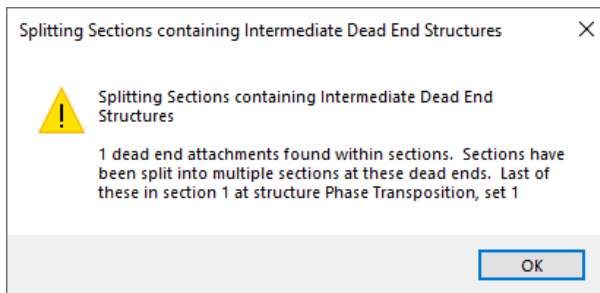 Splitting Sections containing Intermediate Dead End Structures
Splitting Sections containing Intermediate Dead End
Structures
1 dead end attachments found within sections.  Sections have
been split into multiple sections at these dead ends.  Last of
these in section 1 at structure Phase Transposition, set 1
OK